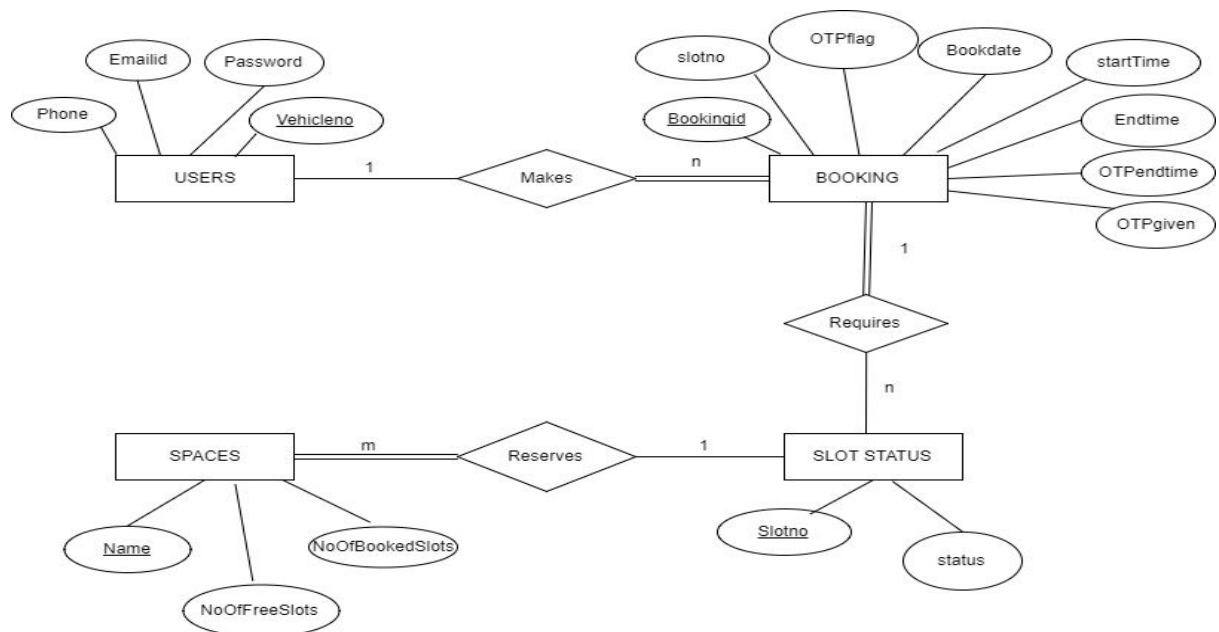 OTPflag
Emailid
Password
slotno
Bookdate
startTime
Phone
Vehicleno
Bookingid
Endtime
USERS
1
Makes
n
BOOKING
OTPendtime
OTPgiven
1
Requires
n
SPACES
m
Reserves
1
SLOT STATUS
Name
NoOfBookedSlots
Slotno
status
NoOfFreeSlots